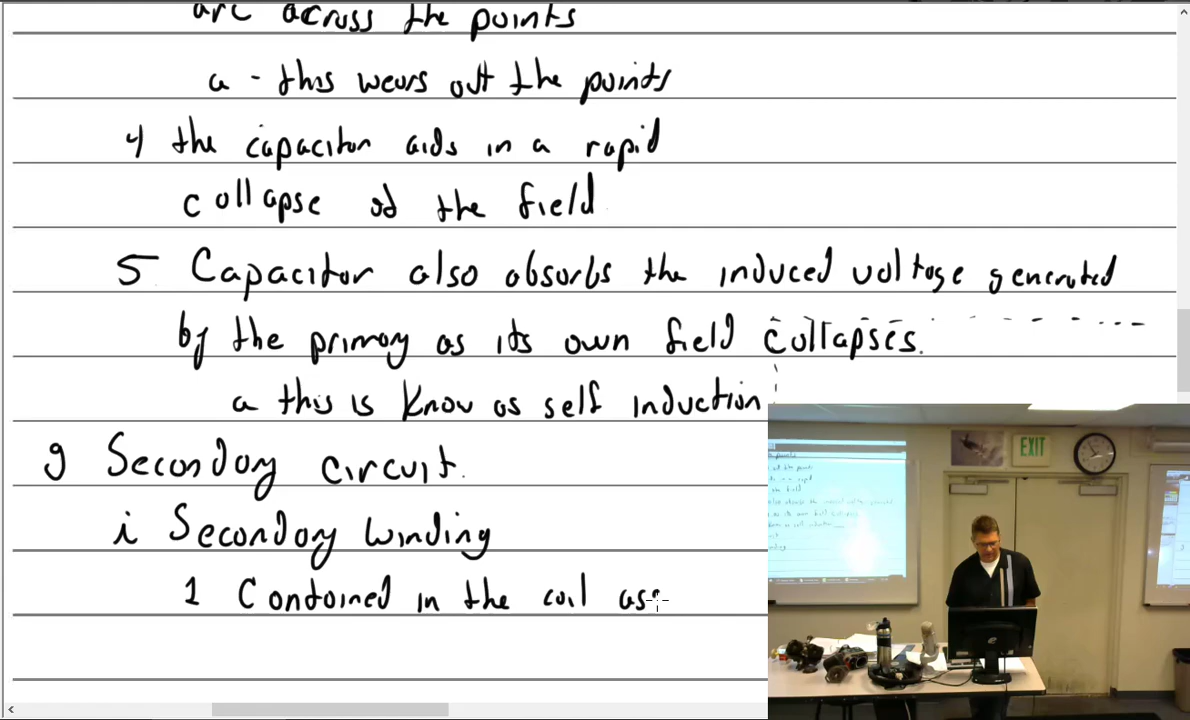 arc across the points
a - this wears out the points
4) the capacitor aids in a rapid
collapse of the field
5 Capacitor also absorbs the induced voltage generated
by the primary as its own field collapses.
a this is know as self induction
g Secondary circuit.
i Secondary winding
1 Contained in the coil ass
EXIT